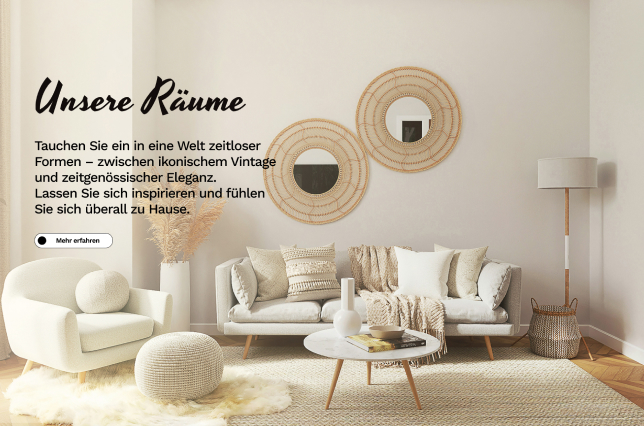 Unsere Räume
Tauchen Sie ein in eine Welt zeitloser
Formen – zwischen ikonischem Vintage
und zeitgenössischer Eleganz.
Lassen Sie sich inspirieren und fühlen
Sie sich überall zu Hause.
Mehr erfahren